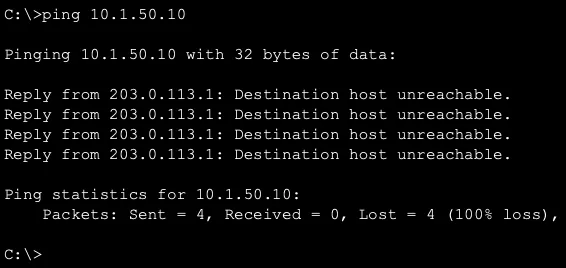 C:\>ping 10.1.50.10
Pinging 10.1.50.10 with 32 bytes of data:
Reply from 203.0.113.1: Destination host unreachable.
Reply from 203.0.113.1: Destination host unreachable.
Reply from 203.0.113.1: Destination host unreachable.
Reply from 203.0.113.1: Destination host unreachable.
Ping statistics for 10.1.50.10:
    Packets: Sent = 4, Received = 0, Lost = 4 (100% loss),
C:\>